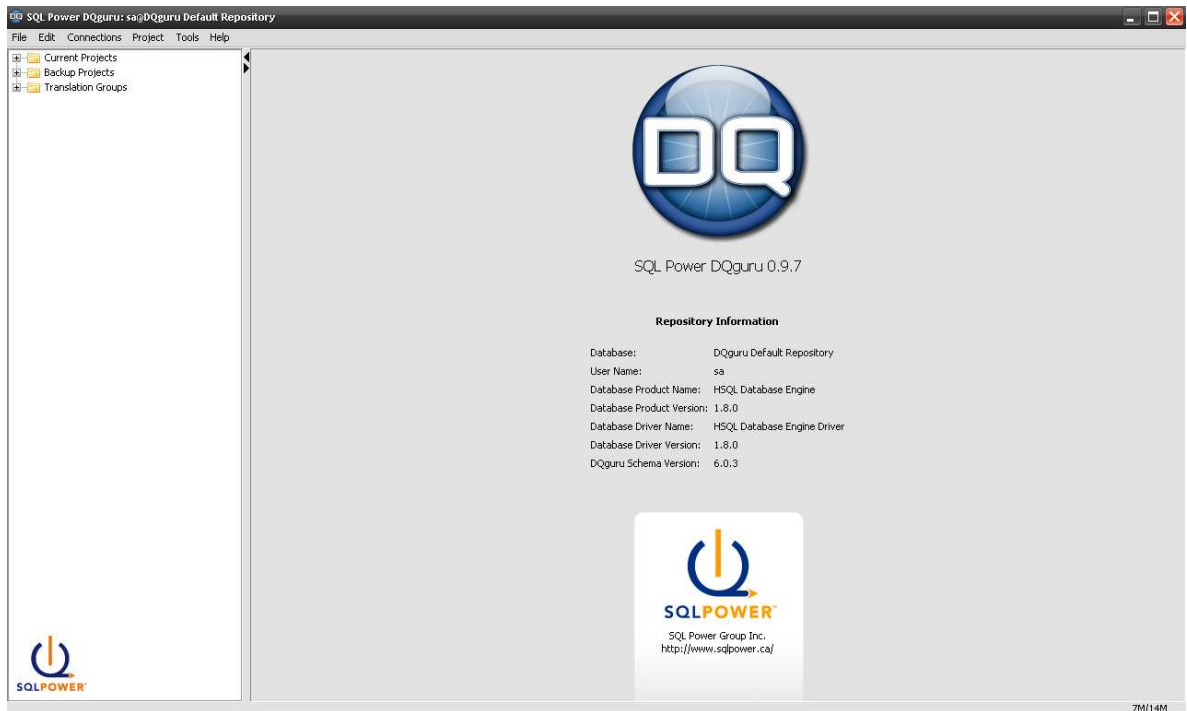 SQL Power DQguru: sa@DQguru Default Repository
File Edit Connections Project Tools Help
Current Projects
Backup Projects
Translation Groups
DQ
SQL Power DQguru 0.9.7
Repository Information
Database: DQguru Default Repository
User Name: sa
Database Product Name: HSQL Database Engine
Database Product Version: 1.8.0
Database Driver Name: HSQL Database Engine Driver
Database Driver Version: 1.8.0
DQguru Schema Version: 6.0.3
SQLPOWER™
SQL Power Group Inc.
http://www.sqlpower.ca/
SQLPOWER™
7M/14M